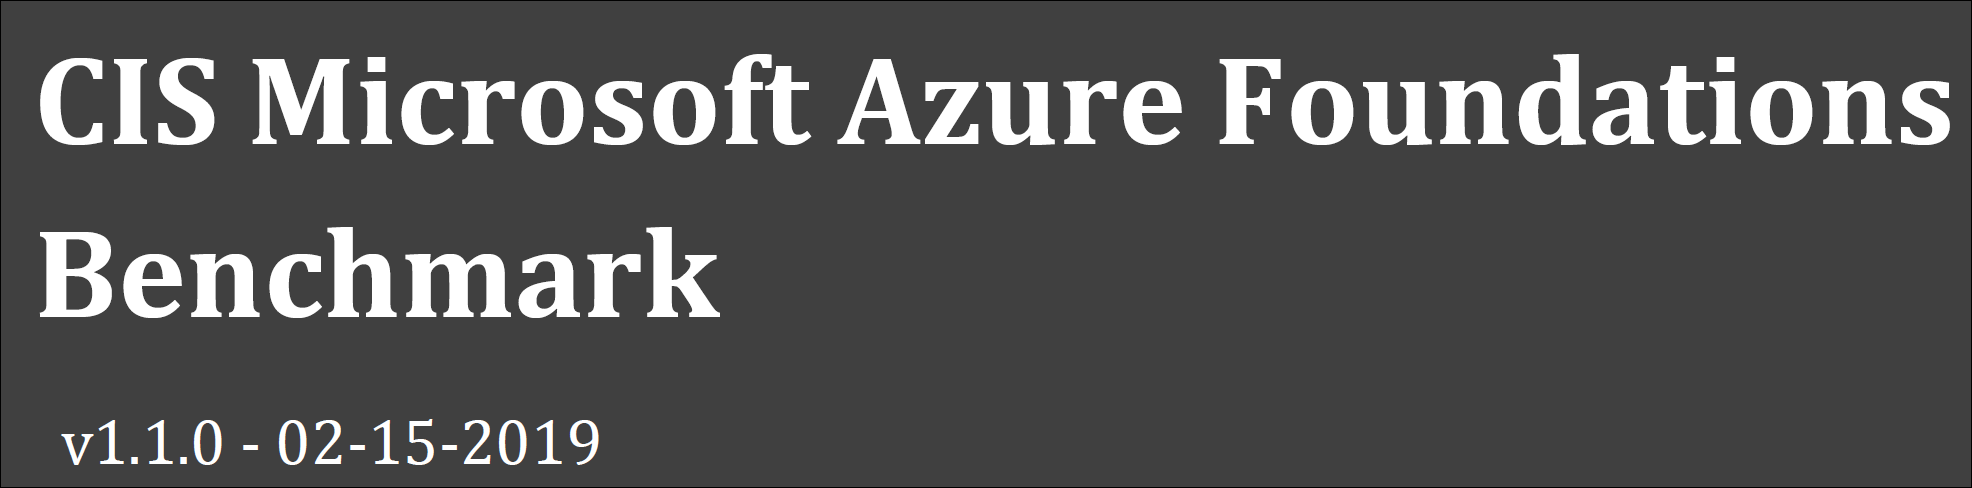 CIS Microsoft Azure Foundations
Benchmark
v1.1.0 - 02-15-2019